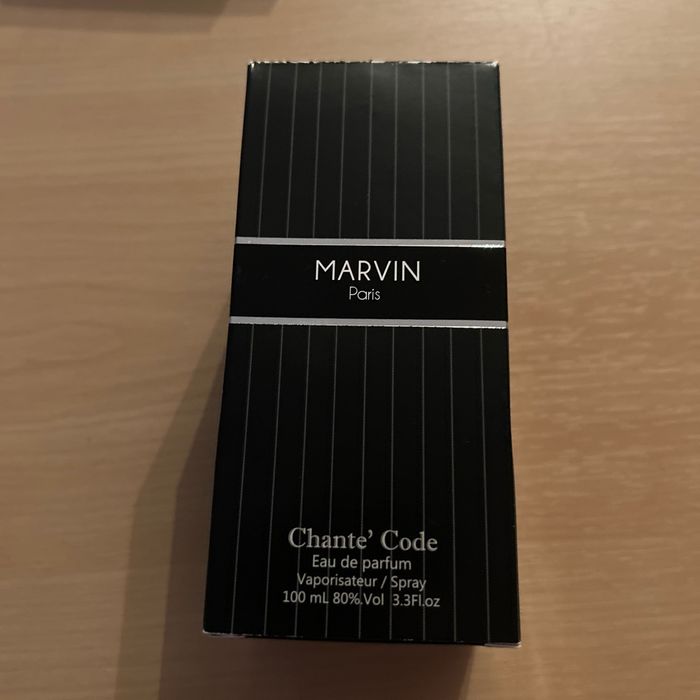 MARVIN
Paris
Chante' Code
Eau de parfum
Vaporisateur / Spray
100 mL 80%.Vol 3.3Fl.oz